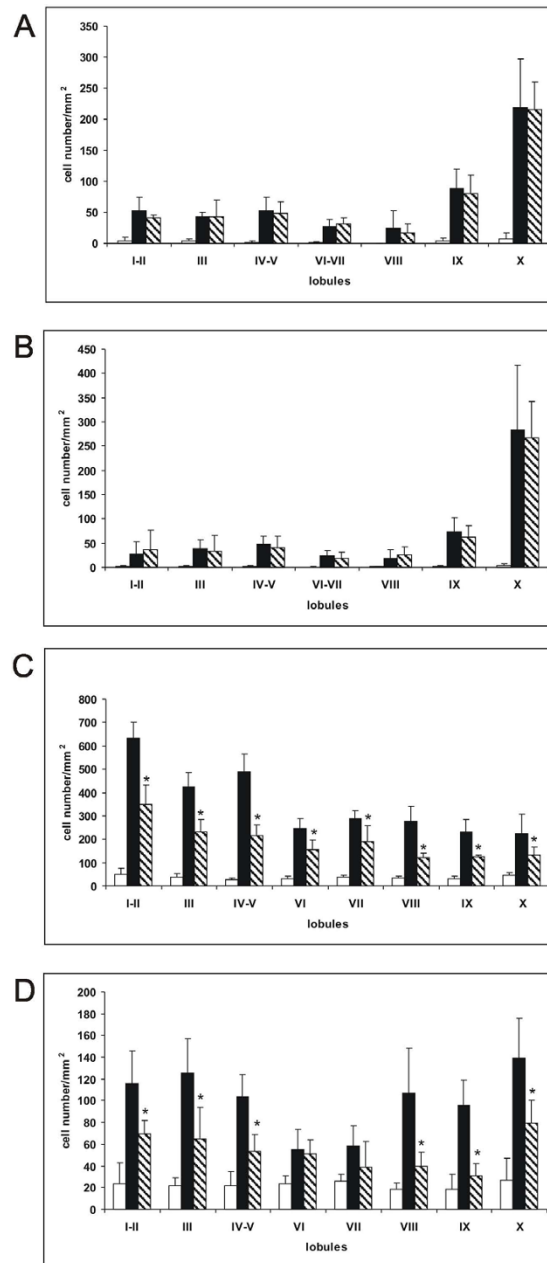 A
cell number/mm²
350
300
250
200
150
100
50
0
I-II III IV-V VI-VII VIII IX X
lobules
B
cell number/mm²
450
400
350
300
250
200
150
100
50
0
I-II III IV-V VI-VII VIII IX X
lobules
C
cell number/mm²
800
700
600
500
400
300
200
100
0
* * * * * * * *
I-II III IV-V VI VII VIII IX X
lobules
D
cell number/mm²
200
180
160
140
120
100
80
60
40
20
0
* * * * * *
I-II III IV-V VI VII VIII IX X
lobules